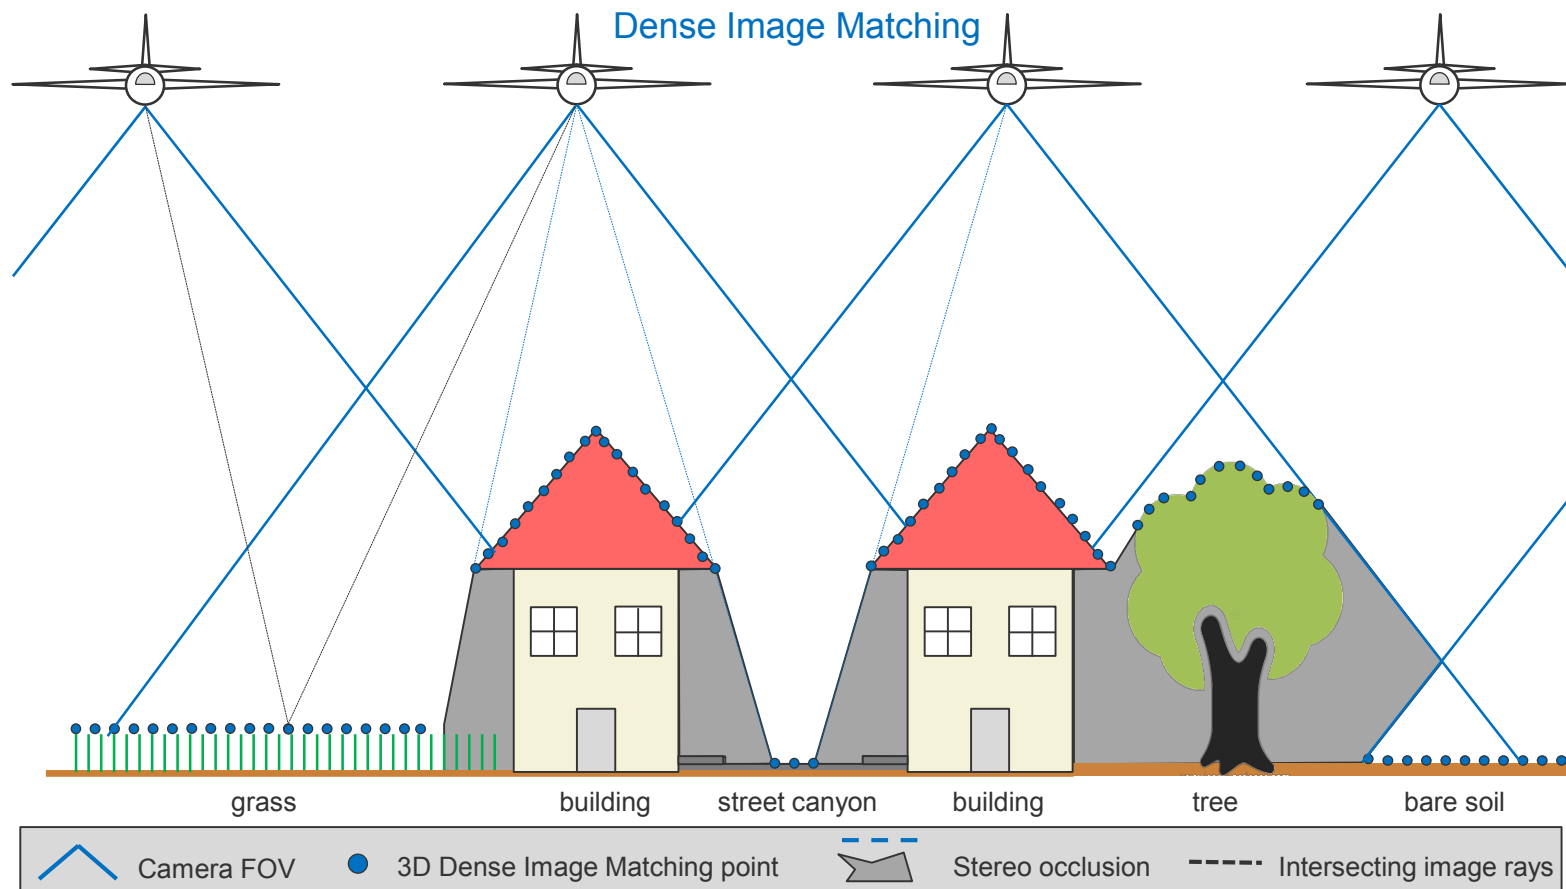 Dense Image Matching
grass building street canyon building tree bare soil
Camera FOV 3D Dense Image Matching point Stereo occlusion Intersecting image rays